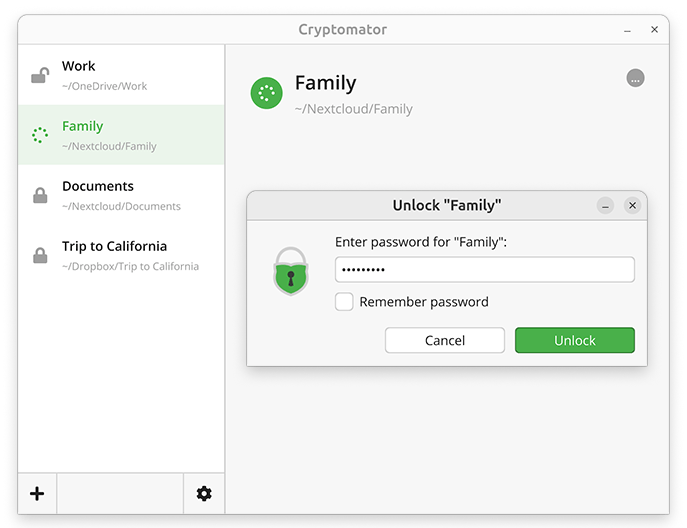 Cryptomator
Work
~/OneDrive/Work
Family
~/Nextcloud/Family
Documents
~/Nextcloud/Documents
Trip to California
~/Dropbox/Trip to California
Family
~/Nextcloud/Family
Unlock "Family"
Enter password for "Family":
•••••••••
Remember password
Cancel
Unlock